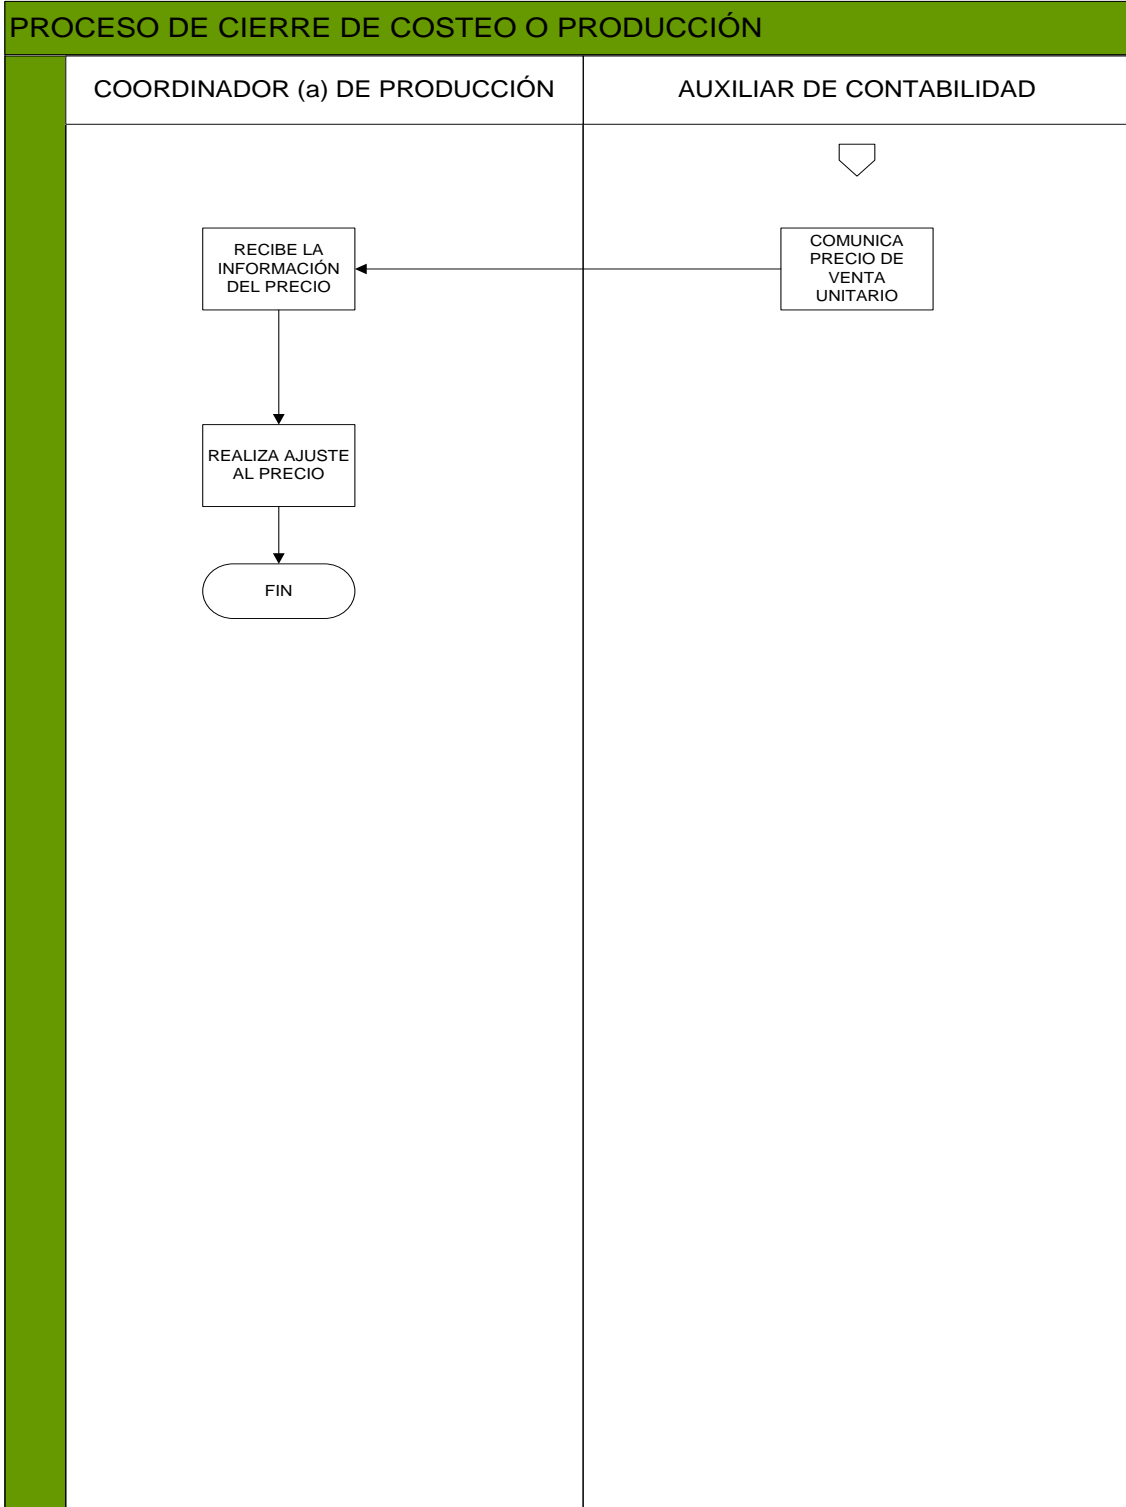 PROCESO DE CIERRE DE COSTEO O PRODUCCIÓN
COORDINADOR (a) DE PRODUCCIÓN
AUXILIAR DE CONTABILIDAD
RECIBE LA
INFORMACIÓN
DEL PRECIO
COMUNICA
PRECIO DE
VENTA
UNITARIO
REALIZA AJUSTE
AL PRECIO
FIN